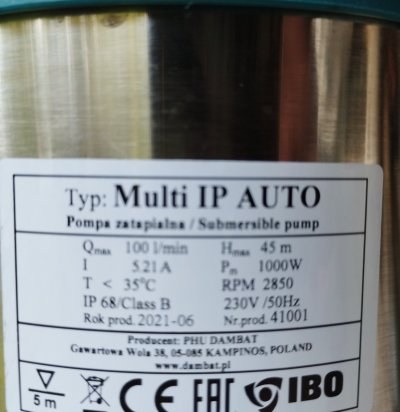 Typ: Multi IP AUTO
Pompa zatapialna / Submersible pump
Qmax 100 l/min Hmax 45 m
I 5.21 A Pm 1000W
T < 35°C RPM 2850
IP 68/Class B 230V /50Hz
Rok prod. 2021-06 Nr.prod. 41001
Producent: PHU DAMBAT
Gawartowa Wola 38, 05-085 KAMPINOS, POLAND
www.dambat.pl
5 m CE EAC IBO